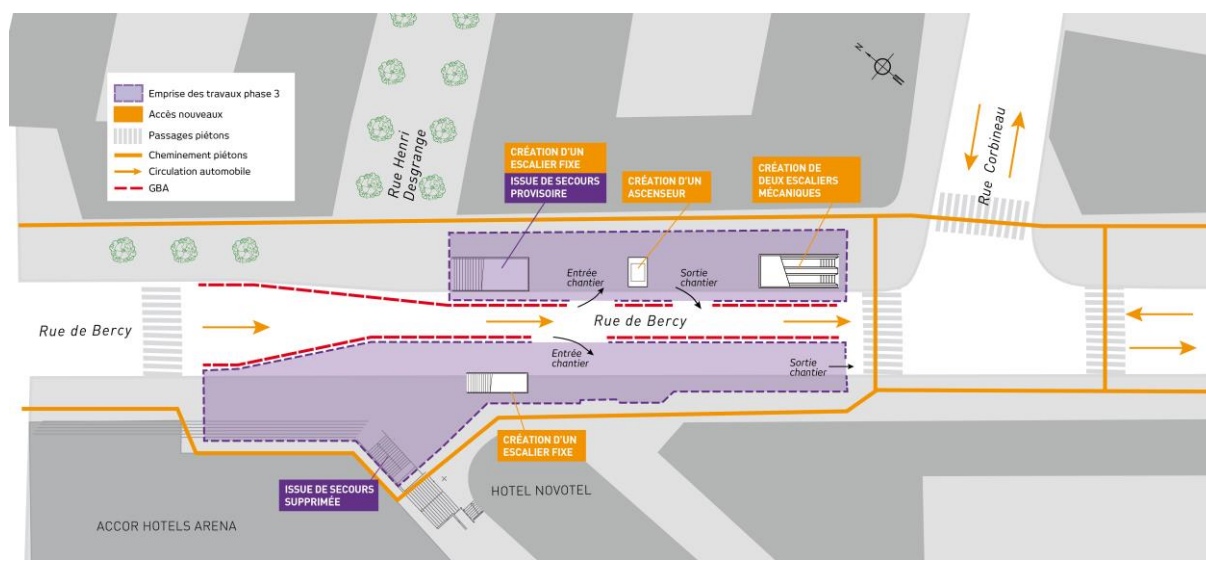 Emprise des travaux phase 3
Accès nouveaux
Passages piétons
Cheminement piétons
Circulation automobile
GBA
Rue Henri
Desgrange
CRÉATION D'UN
ESCALIER FIXE
ISSUE DE SECOURS
PROVISOIRE
CRÉATION D'UN
ASCENSEUR
CRÉATION DE
DEUX ESCALIERS
MÉCANIQUES
N
Rue Corbineau
Entrée
chantier
Sortie
chantier
Rue de Bercy
Rue de Bercy
Entrée
chantier
Sortie
chantier
CRÉATION D'UN
ESCALIER FIXE
ISSUE DE SECOURS
SUPPRIMÉE
HOTEL NOVOTEL
ACCOR HOTELS ARENA